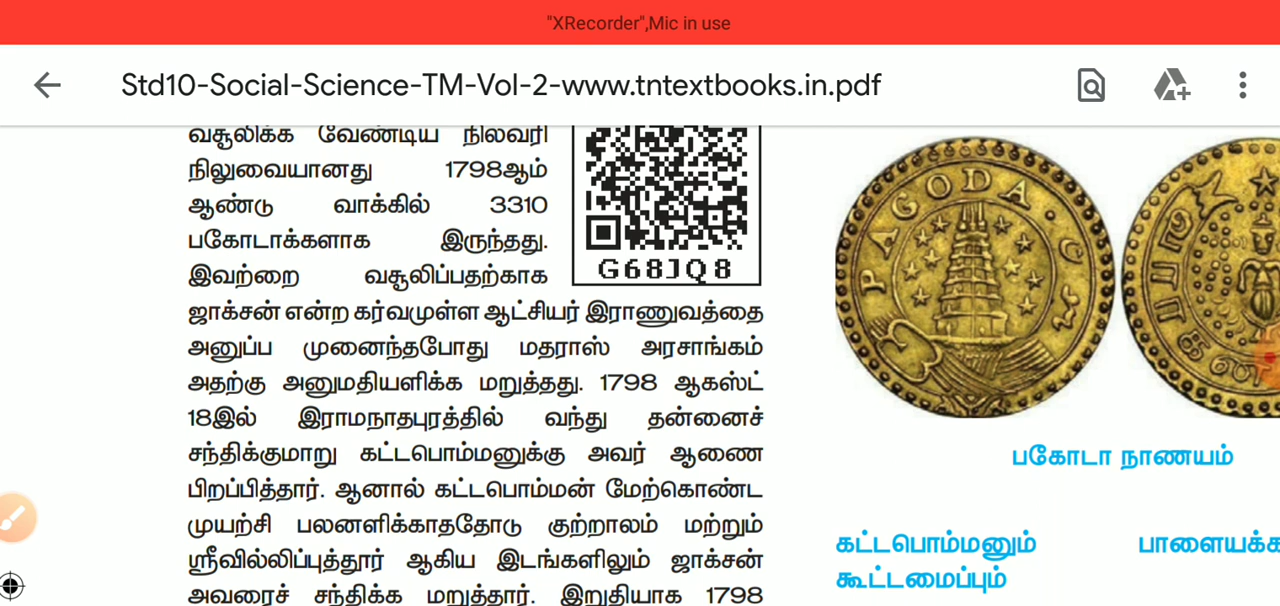 "XRecorder",Mic in use
Std10-Social-Science-TM-Vol-2-www.tntextbooks.in.pdf
வசூலிக்க வேண்டிய நிலவரி
நிலுவையானது 1798ஆம்
ஆண்டு வாக்கில் 3310
பகோடாக்களாக இருந்தது.
இவற்றை வசூலிப்பதற்காக
G68JQ8
ஜாக்சன் என்ற கர்வமுள்ள ஆட்சியர் இராணுவத்தை
அனுப்ப முனைந்தபோது மதராஸ் அரசாங்கம்
அதற்கு அனுமதியளிக்க மறுத்தது. 1798 ஆகஸ்ட்
18இல் இராமநாதபுரத்தில் வந்து தன்னைச்
சந்திக்குமாறு கட்டபொம்மனுக்கு அவர் ஆணை
பிறப்பித்தார். ஆனால் கட்டபொம்மன் மேற்கொண்ட
முயற்சி பலனளிக்காததோடு குற்றாலம் மற்றும்
ஸ்ரீவில்லிப்புத்தூர் ஆகிய இடங்களிலும் ஜாக்சன்
அவரைச் சந்திக்க மறுத்தார். இறுதியாக 1798
PAGODA
பகோடா நாணயம்
கட்டபொம்மனும் பாளையக்க
கூட்டமைப்பும்